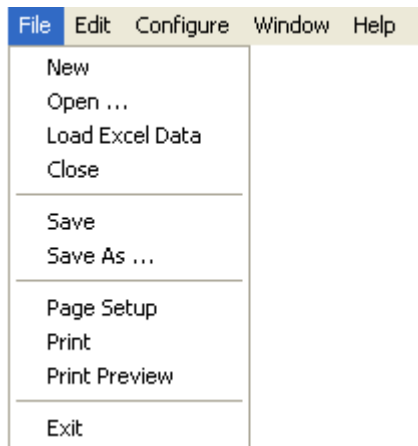 File Edit Configure Window Help
New
Open ...
Load Excel Data
Close
Save
Save As ...
Page Setup
Print
Print Preview
Exit